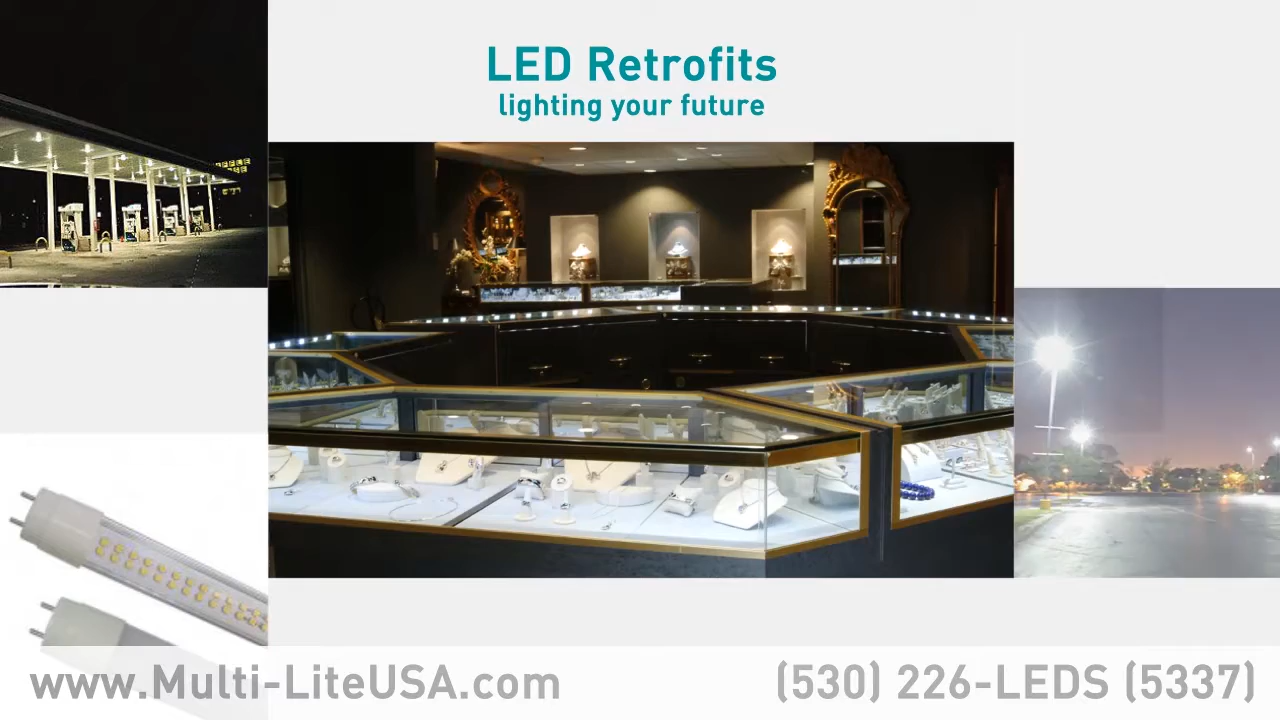 LED Retrofits
lighting your future
www.Multi-LiteUSA.com
(530) 226-LEDS (5337)